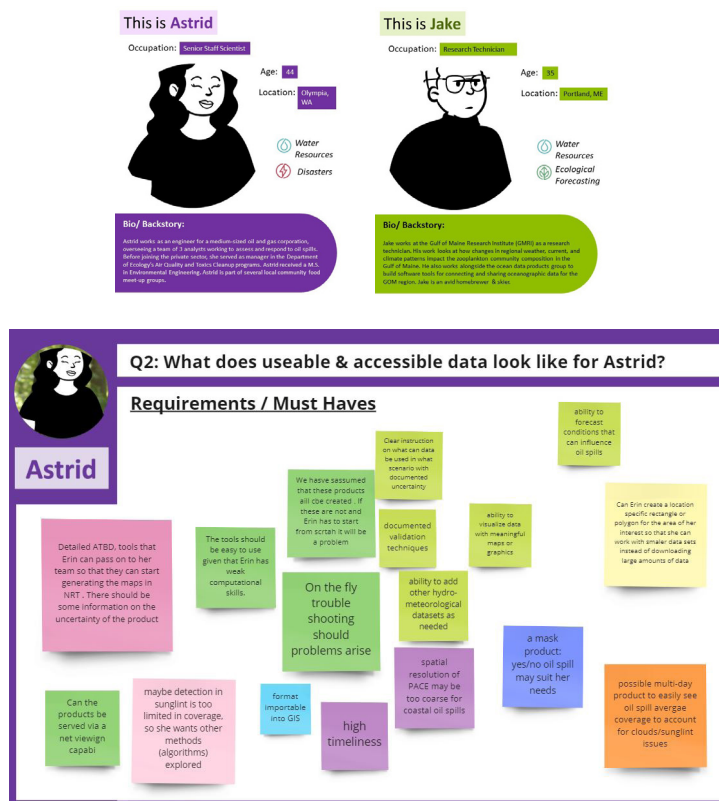 This is Astrid
Occupation: Senior Staff Scientist
Age: 44
Location: Olympia,
WA
Water
Resources
Disasters
Bio/ Backstory:
Astrid works as an engineer for a medium-sized oil and gas corporation,
overseeing a team of 3 analysts working to assess and respond to oil spills.
Before joining the private sector, she served as manager in the Department
of Ecology's Air Quality and Toxics Cleanup programs. Astrid received a M.S.
in Environmental Engineering. Astrid is part of several local community food
meet-up groups.
This is Jake
Occupation: Research Technician
Age: 35
Location: Portland, ME
Water
Resources
Ecological
Forecasting
Bio/ Backstory:
Jake works at the Gulf of Maine Research Institute (GMRI) as a research
technician. His work looks at how changes in regional weather, current, and
climate patterns impact the zooplankton community composition in the
Gulf of Maine. He also works alongside the ocean data products group to
build software tools for connecting and sharing oceanographic data for the
GOM region. Jake is an avid homebrewer & skies
Q2: What does useable & accessible data look like for Astrid?
Astrid
Requirements / Must Haves
ability to
forecast
conditions that
can influence
oil spills
Clear instruction
on what can data
be used in what
scenario with
documented
uncertainty
We hasve sassumed
that these products
aill cbe created . If
these are not and
Erin has to start
from scrtah it will be
a problem
documented
validation
techniques
ability to
visualize data
with meaningful
maps or
graphics
Can Erin create a location
specific rectangle or
polygon for the area of her
interest so that she can
work with smaler data sets
instead of downloading
large amounts of data
Detailed ATBD, tools that
Erin can pass on to her
team so that they can start
generating the maps in
NRT . There should be
some information on the
uncertainty of the product
The tools should
be easy to use
given that Erin has
weak
computational
skills.
On the fly
trouble
shooting
should
problems arise
ability to add
other hydro-
meteorological
datasets as
needed
a mask
product:
yes/no oil spill
may suit her
needs
spatial
resolution of
PACE may be
too coarse for
coastal oil spills
possible multi-day
product to easily see
oil spill avergae
coverage to account
for clouds/sunglint
issues
Can the
products be
served via a
net viewign
capabi
maybe detection in
sunglint is too
limited in coverage,
so she wants other
methods
(algorithms)
explored
format
importable
into GIS
high
timeliness